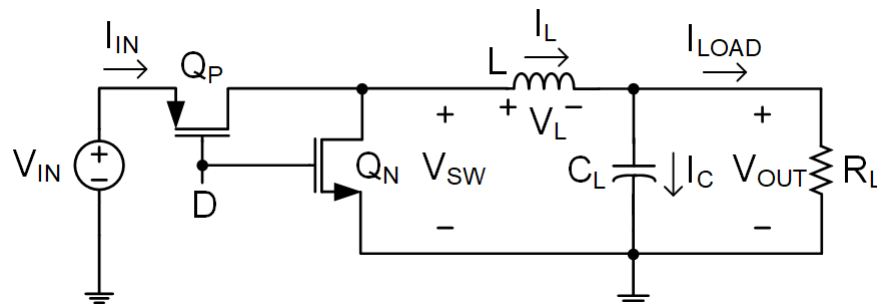 I_IN
Q_P
L
I_L
I_LOAD
+ V_L −
V_IN
+
−
D
Q_N
+
V_SW
−
C_L
I_C
+
V_OUT
−
R_L